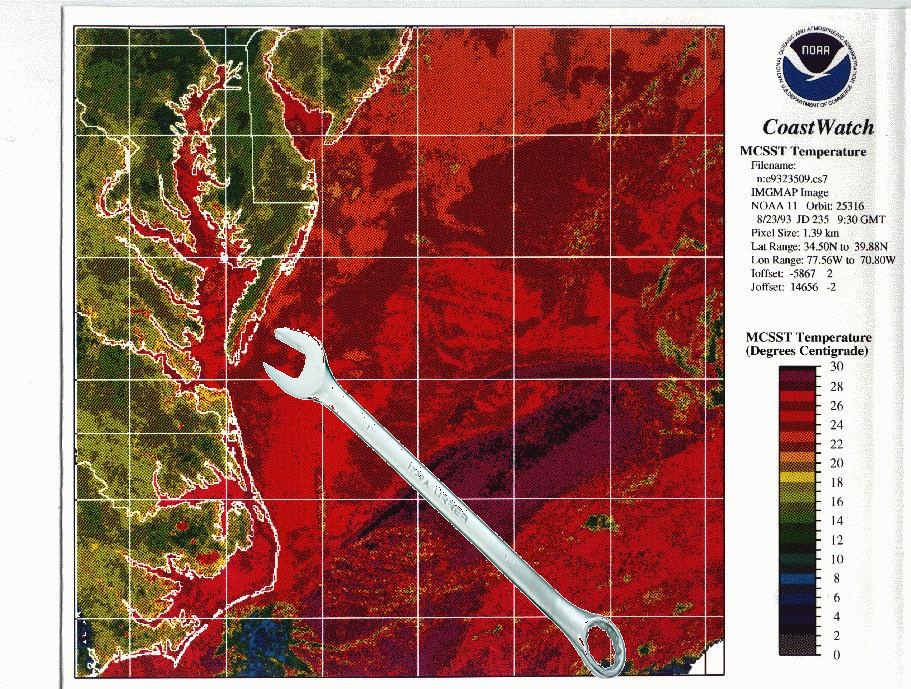 NATIONAL OCEANIC AND ATMOSPHERIC ADMINISTRATION
U.S. DEPARTMENT OF COMMERCE
NOAA
CoastWatch
MCSST Temperature
Filename:
n:c9323509.cs7
IMGMAP Image
NOAA 11 Orbit: 25316
8/23/93 JD 235 9:30 GMT
Pixel Size: 1.39 km
Lat Range: 34.50N to 39.88N
Lon Range: 77.56W to 70.80W
Ioffset: -5867 2
Joffset: 14656 -2
MCSST Temperature
(Degrees Centigrade)
30
28
26
24
22
20
18
16
14
12
10
8
6
4
2
0